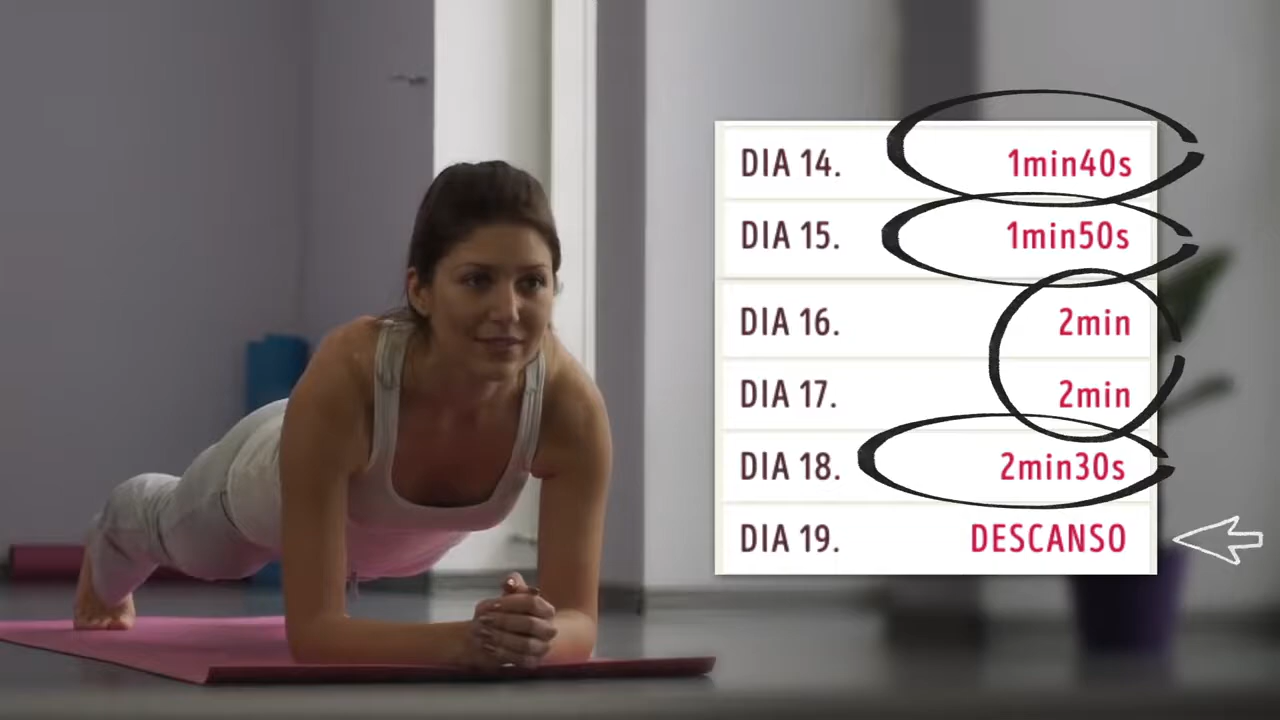 DIA 14. 1min40s
DIA 15. 1min50s
DIA 16. 2min
DIA 17. 2min
DIA 18. 2min30s
DIA 19. DESCANSO